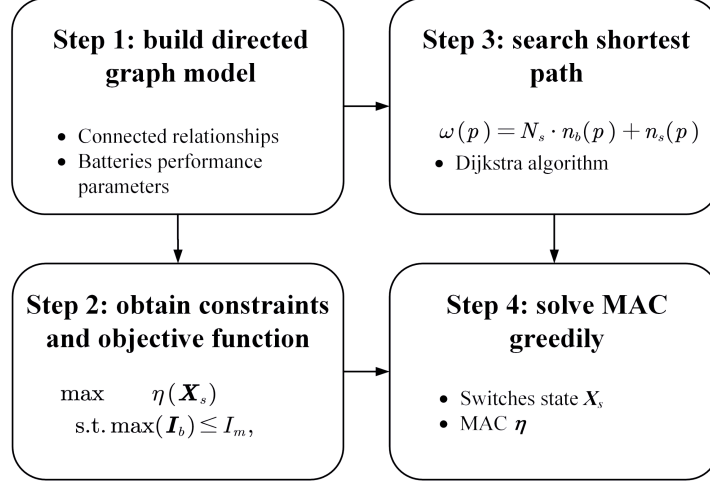 Step 1: build directed
graph model
• Connected relationships
• Batteries performance
parameters
Step 3: search shortest
path
ω(p) = N_s · n_b(p) + n_s(p)
• Dijkstra algorithm
Step 2: obtain constraints
and objective function
max η(X_s)
s.t. max(I_b) ≤ I_m,
Step 4: solve MAC
greedily
• Switches state X_s
• MAC η